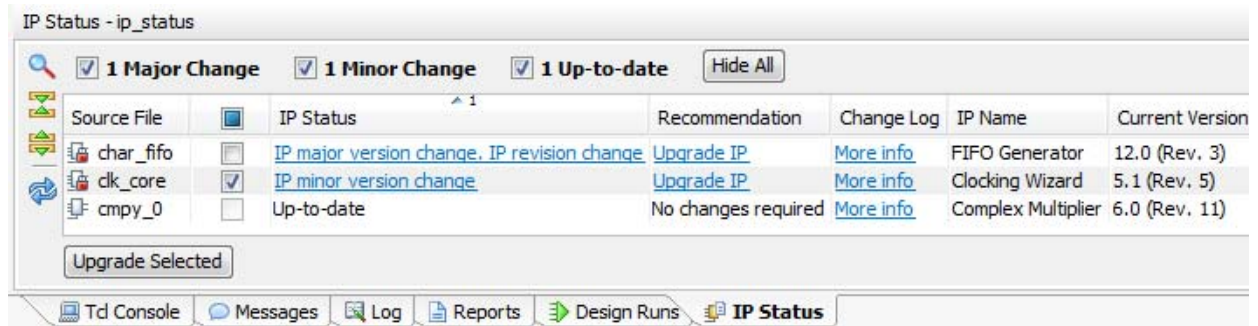 IP Status - ip_status
1 Major Change 1 Minor Change 1 Up-to-date Hide All
1
Source File IP Status Recommendation Change Log IP Name Current Version
char_fifo IP major version change. IP revision change Upgrade IP More info FIFO Generator 12.0 (Rev. 3)
clk_core IP minor version change Upgrade IP More info Clocking Wizard 5.1 (Rev. 5)
cmpy_0 Up-to-date No changes required More info Complex Multiplier 6.0 (Rev. 11)
Upgrade Selected
Tcl Console Messages Log Reports Design Runs IP Status